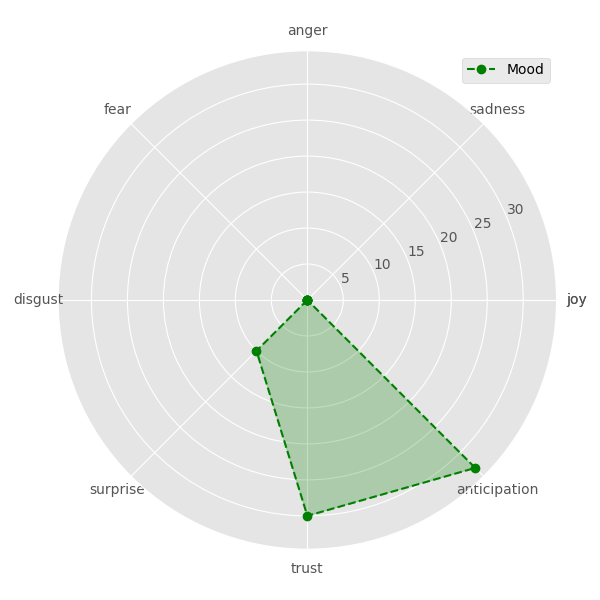 anger
Mood
fear
sadness
30
25
20
15
10
5
disgust
joy
surprise
anticipation
trust